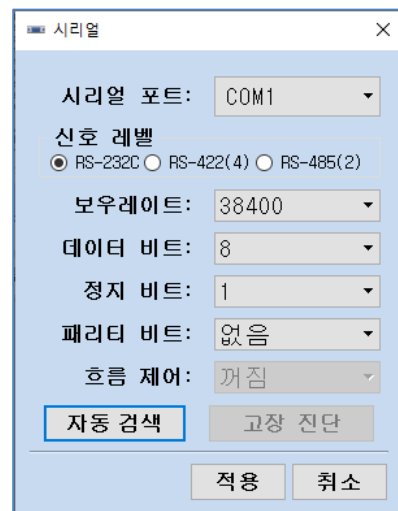 시리얼
시리얼 포트: COM1
신호 레벨
RS-232C RS-422(4) RS-485(2)
보우레이트: 38400
데이터 비트: 8
정지 비트: 1
패리티 비트: 없음
흐름 제어: 꺼짐
자동 검색 고장 진단
적용 취소